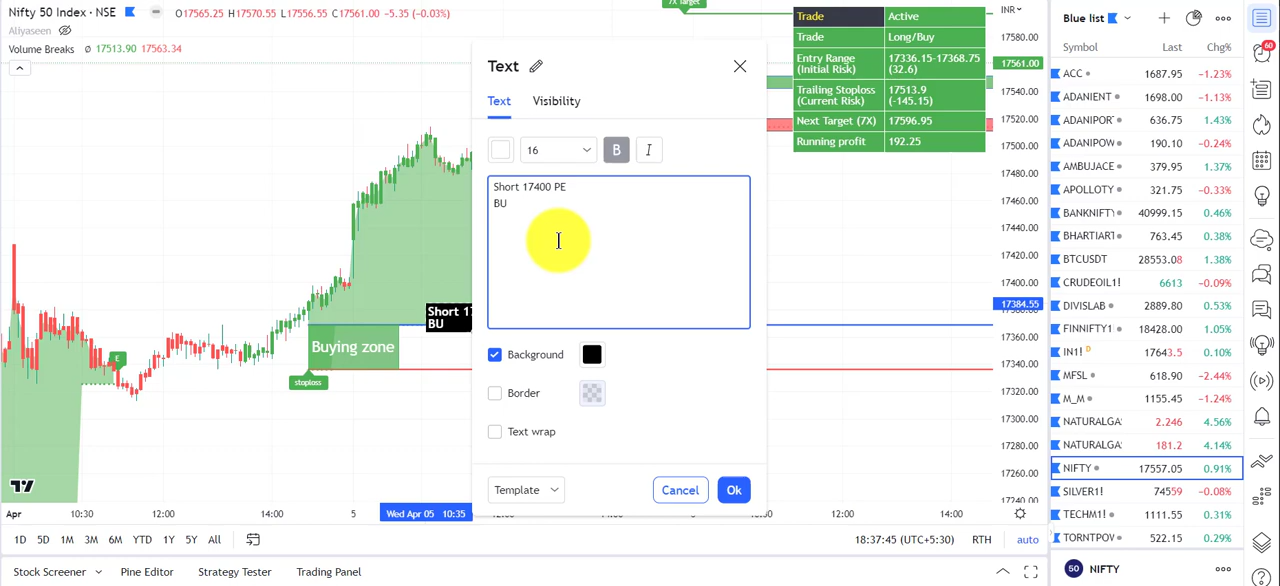 Nifty 50 Index · NSE
O17565.25 H17570.55 L17556.55 C17561.00 -5.35 (-0.03%)
Aliyaseen
Volume Breaks Ø 17513.90 17563.34
7X Target
Trade Active
Trade Long/Buy
Entry Range (Initial Risk) 17336.15-17368.75 (32.6)
Trailing Stoploss (Current Risk) 17513.9 (-145.15)
Next Target (7X) 17596.95
Running profit 192.25
Text
Text Visibility
16 B I
Short 17400 PE
BU
Background
Border
Text wrap
Template Cancel Ok
E
Short 17
BU
Buying zone
stoploss
INR
17580.00
17561.00
17540.00
17520.00
17500.00
17480.00
17460.00
17440.00
17420.00
17400.00
17384.55
17360.00
17340.00
17320.00
17300.00
17280.00
17260.00
17240.00
Apr 10:30 14:00 5 Wed Apr 05 10:35 12:00 14:00
1D 5D 1M 3M 6M YTD 1Y 5Y All
18:37:45 (UTC+5:30) RTH auto
Stock Screener Pine Editor Strategy Tester Trading Panel
Blue list
Symbol Last Chg%
ACC 1687.95 −1.23%
ADANIENT 1698.00 −1.13%
ADANIPOR 636.75 1.43%
ADANIPOW 190.10 −0.24%
AMBUJACE 379.95 1.37%
APOLLOTY 321.75 −0.33%
BANKNIFTY 40999.15 0.46%
BHARTIART 763.45 0.38%
BTCUSDT 28553.08 1.38%
CRUDEOIL1! 6613 −0.09%
DIVISLAB 2889.80 0.53%
FINNIFTY1 18428.00 1.05%
IN1! D 17643.5 0.10%
MFSL 618.90 −2.44%
M_M 1155.45 −1.24%
NATURALGA 2.246 4.56%
NATURALGA 181.2 4.14%
NIFTY 17557.05 0.91%
SILVER1! 74559 −0.08%
TECHM1! 1111.55 0.31%
TORNTPOW 522.15 0.29%
50 NIFTY
60